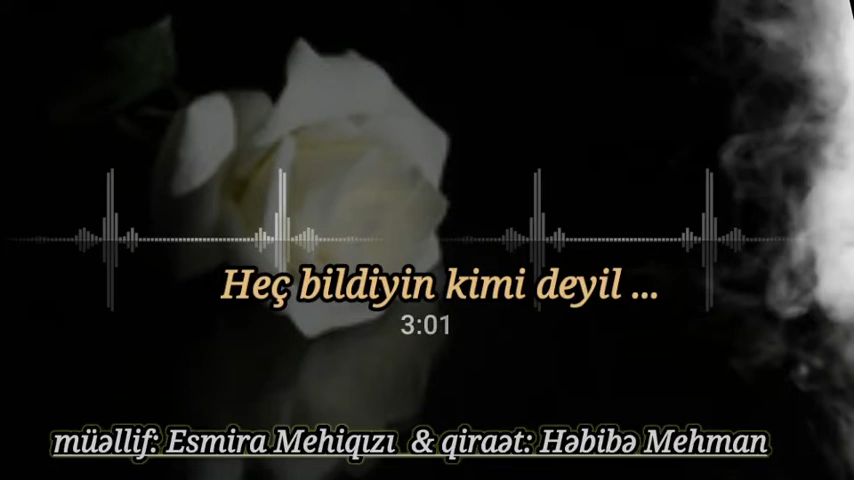 Heç bildiyin kimi deyil ...
3:01
müəllif: Esmira Mehiqızı & qiraət: Həbibə Mehman